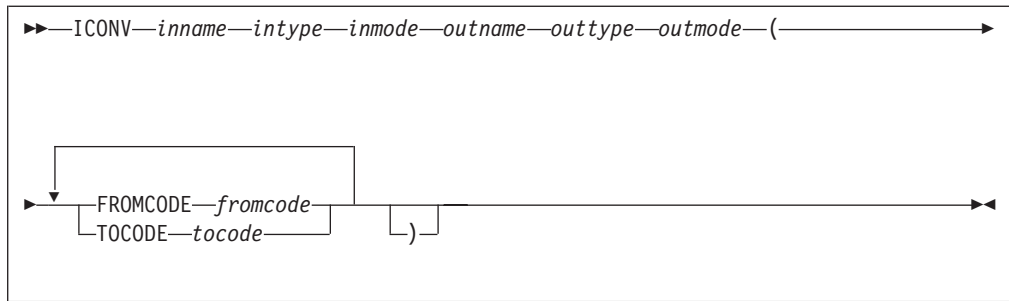 ICONV inname intype inmode outname outtype outmode (
FROMCODE fromcode
TOCODE tocode )